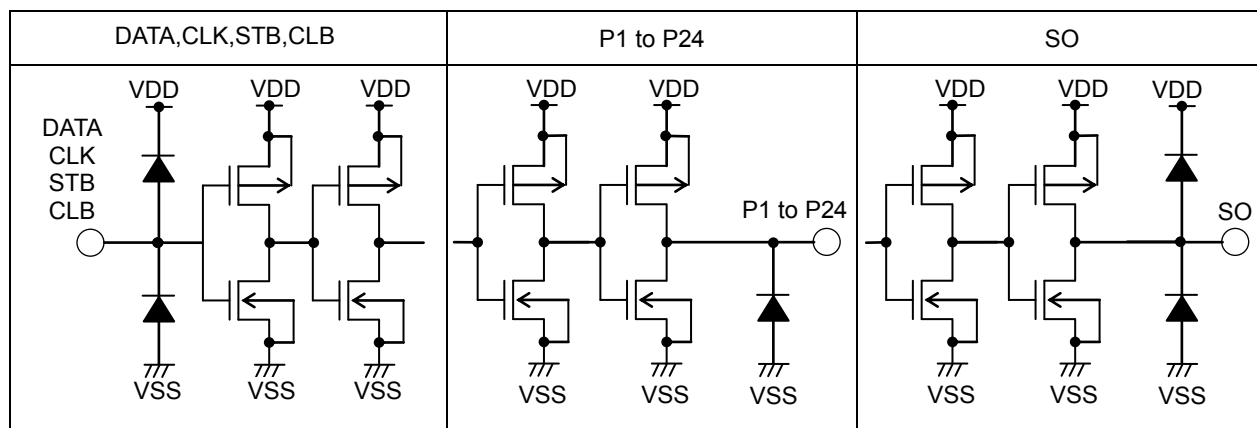 DATA,CLK,STB,CLB
P1 to P24
SO
VDD VDD VDD
DATA
CLK
STB
CLB
VSS VSS VSS
VDD VDD
P1 to P24
VSS VSS VSS
VDD VDD VDD
SO
VSS VSS VSS